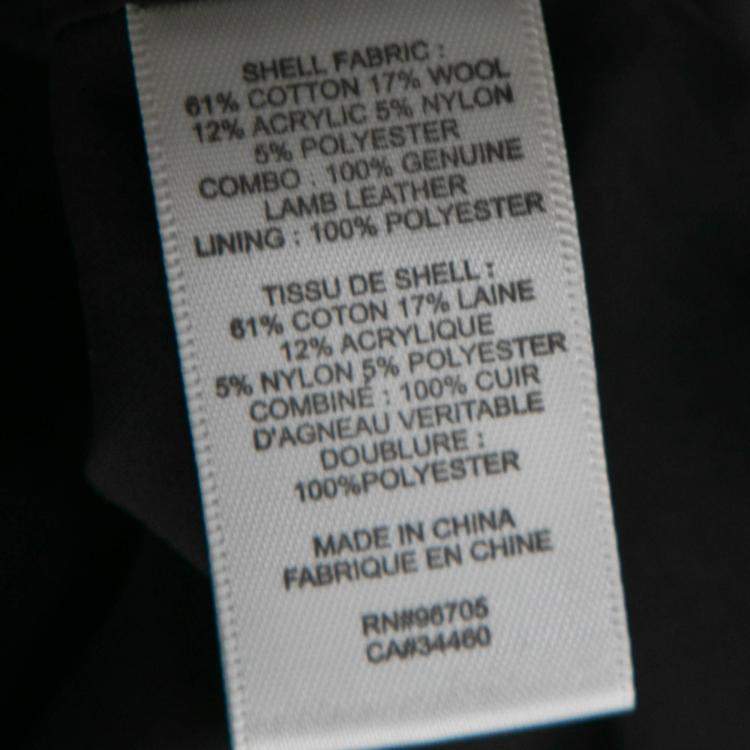 SHELL FABRIC :
61% COTTON 17% WOOL
12% ACRYLIC 5% NYLON
5% POLYESTER
COMBO : 100% GENUINE
LAMB LEATHER
LINING : 100% POLYESTER
TISSU DE SHELL :
61% COTON 17% LAINE
12% ACRYLIQUE
5% NYLON 5% POLYESTER
COMBINÉ : 100% CUIR
D'AGNEAU VERITABLE
DOUBLURE :
100%POLYESTER
MADE IN CHINA
FABRIQUE EN CHINE
RN#96705
CA#34460